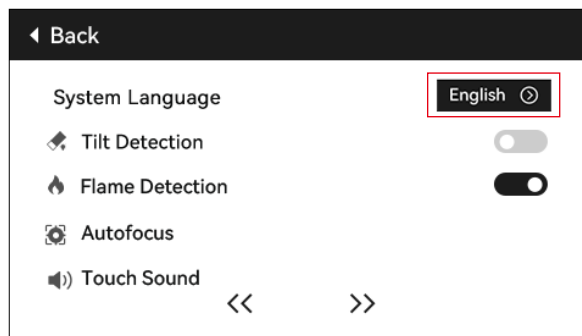 Back
System Language English
Tilt Detection
Flame Detection
Autofocus
Touch Sound
<< >>